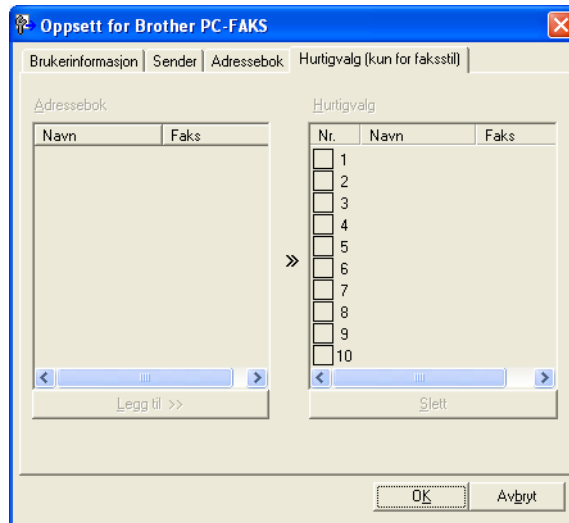 Oppsett for Brother PC-FAKS
Brukerinformasjon Sender Adressebok Hurtigvalg (kun for faksstil)
Adressebok Hurtigvalg
Navn Faks Nr. Navn Faks
1
2
3
4
5
»
6
7
8
9
10
Legg til >> Slett
OK Avbryt